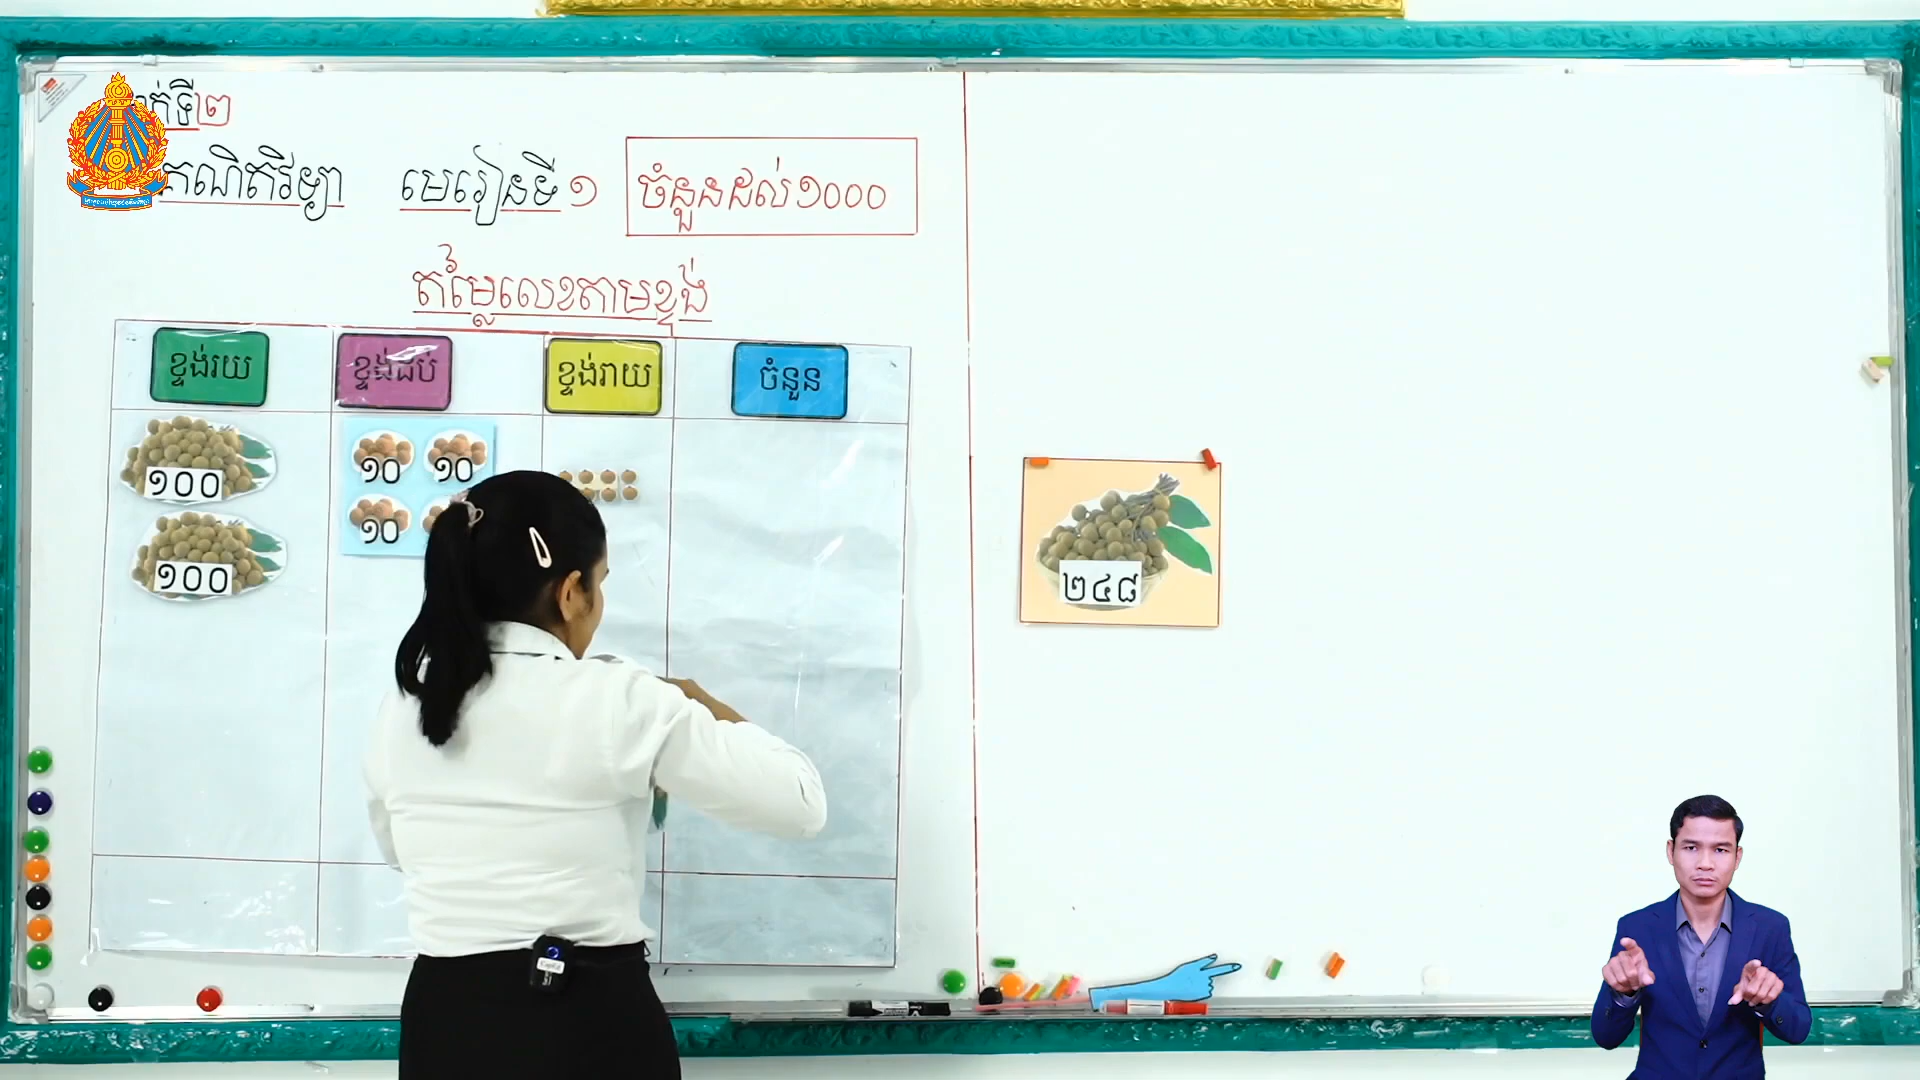 ក់ទី២
គណិតវិទ្យា មេរៀនទី ១ ចំនួនដល់១០០០
តម្លៃលេខតាមខ្ទង់
ខ្ទង់រយ ខ្ទង់ដប់ ខ្ទង់រាយ ចំនួន
១០០ ១០ ១០
១០
១០០
២៤៨